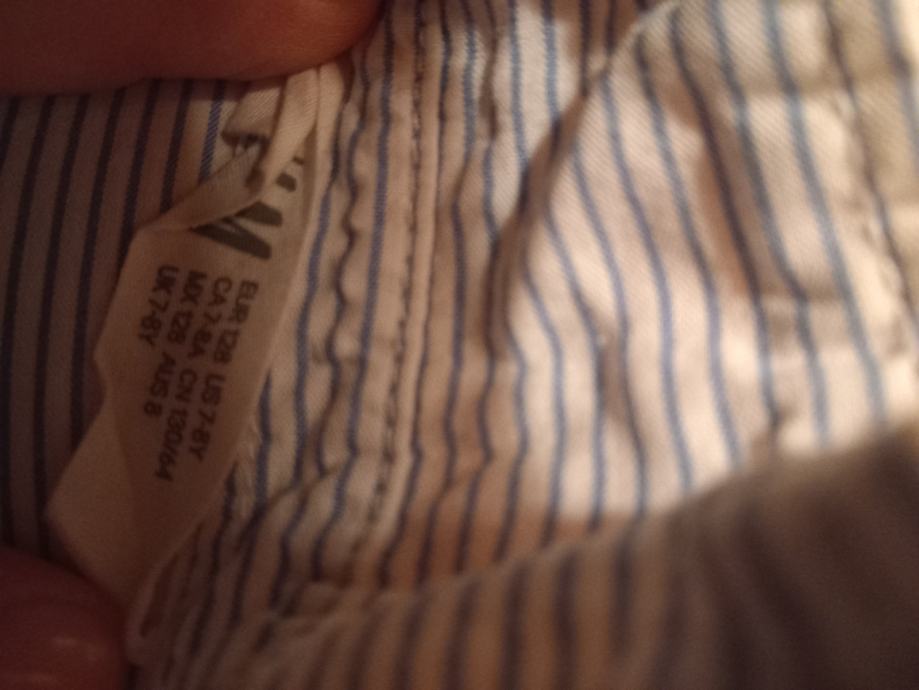 H&M
EUR 128 US 7-8Y
CA 7-8A CN 130/64
MX 128 AUS 8
UK 7-8Y